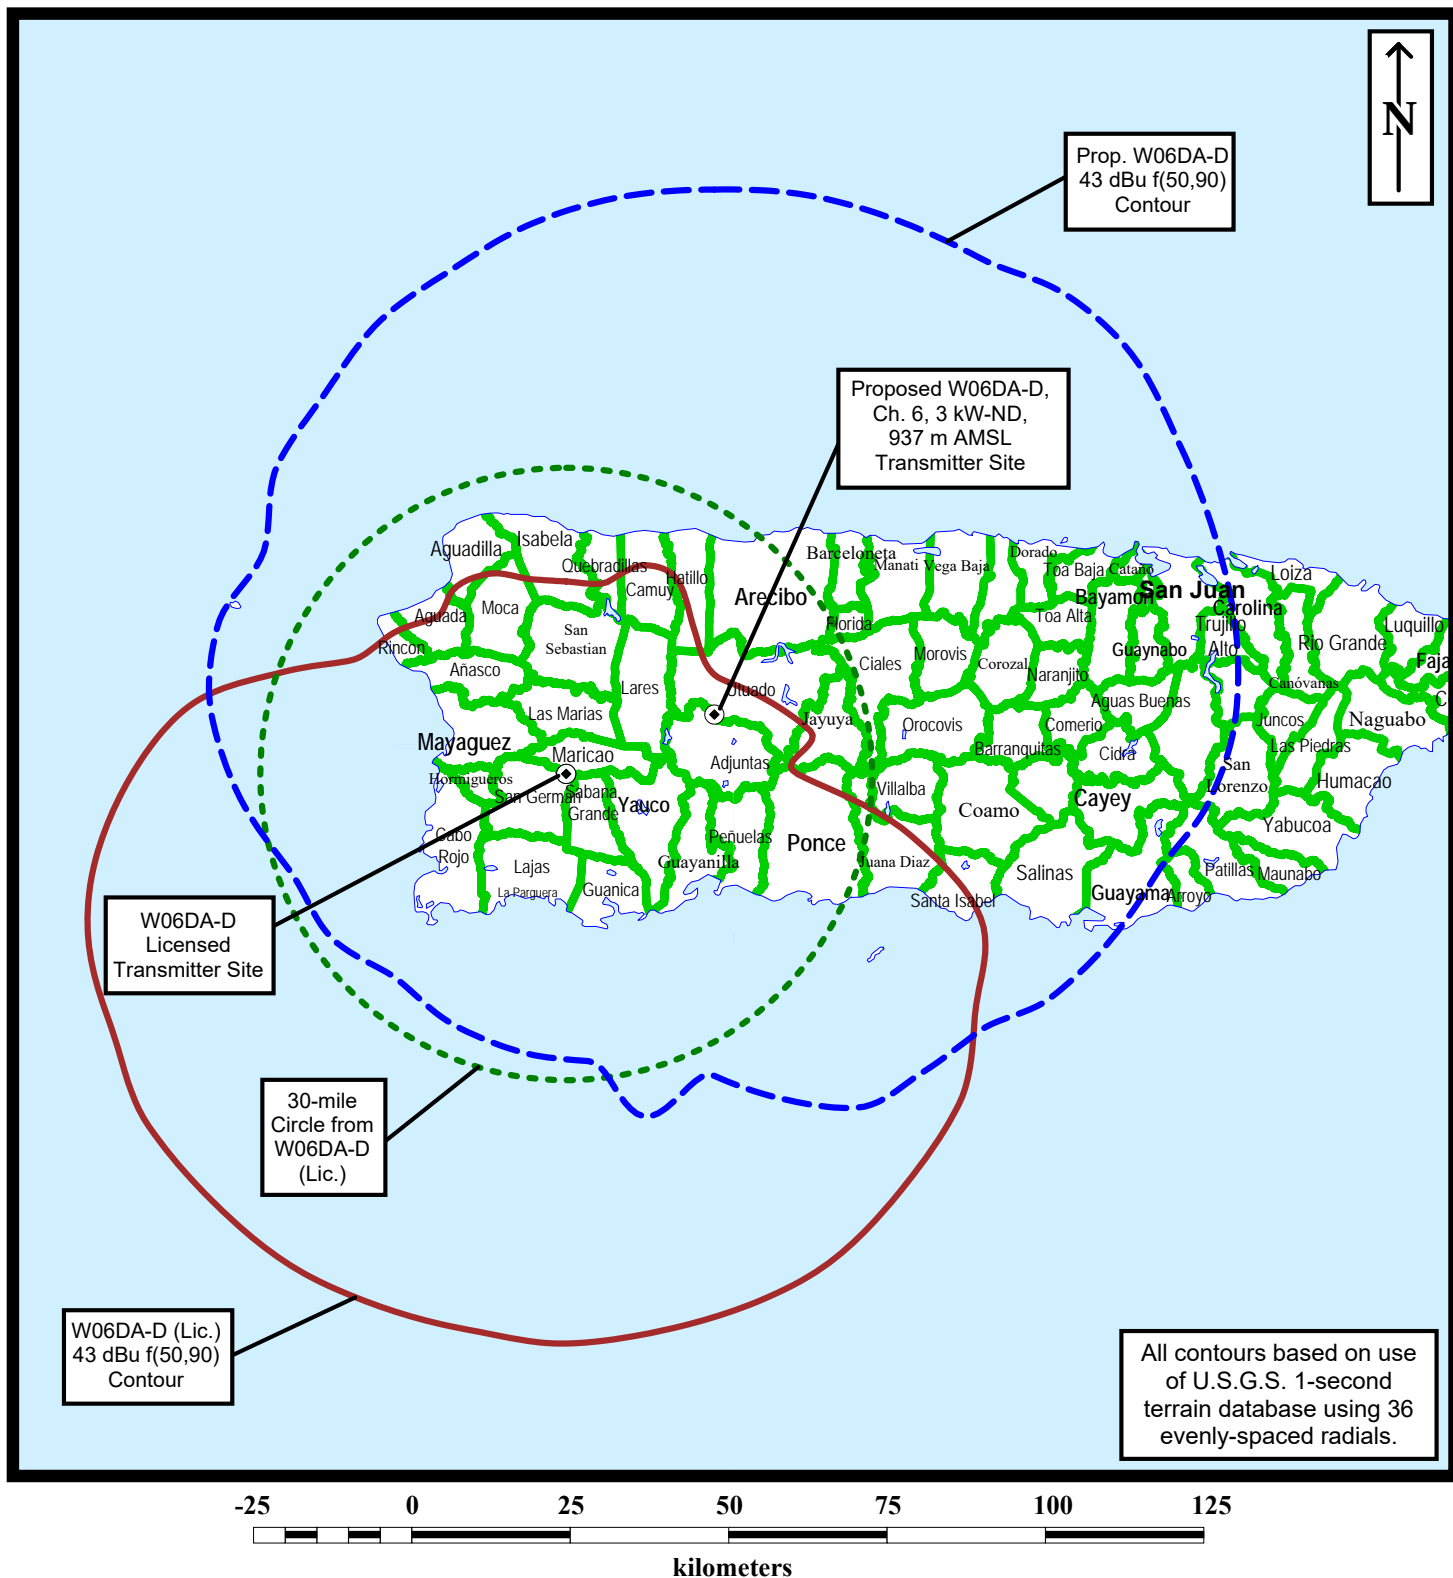 N
Prop. W06DA-D
43 dBu f(50,90)
Contour
Proposed W06DA-D,
Ch. 6, 3 kW-ND,
937 m AMSL
Transmitter Site
Isabela
Aguadilla
Quebradillas
Camuy
Hatillo
Arecibo
Barceloneta
Manati
Vega Baja
Dorado
Toa Baja
Catano
Loiza
San Juan
Bayamon
Carolina
Aguada
Moca
San
Sebastian
Florida
Toa Alta
Trujillo
Alto
Luquillo
Rio Grande
Rincon
Añasco
Lares
Utuado
Ciales
Morovis
Corozal
Naranjito
Guaynabo
Canóvanas
Faja
C
Las Marias
Jayuya
Orocovis
Comerio
Aguas Buenas
Juncos
Naguabo
Mayaguez
Maricao
Adjuntas
Barranquitas
Cidra
Las Piedras
San
Lorenzo
Humacao
Hormigueros
San German
Sabana
Grande
Yauco
Villalba
Coamo
Cayey
Yabucoa
Cabo
Rojo
Peñuelas
Ponce
Lajas
La Parguera
Guanica
Guayanilla
Juana Diaz
Santa Isabel
Salinas
Guayama
Arroyo
Patillas
Maunabo
W06DA-D
Licensed
Transmitter Site
30-mile
Circle from
W06DA-D
(Lic.)
W06DA-D (Lic.)
43 dBu f(50,90)
Contour
All contours based on use
of U.S.G.S. 1-second
terrain database using 36
evenly-spaced radials.
-25 0 25 50 75 100 125
kilometers